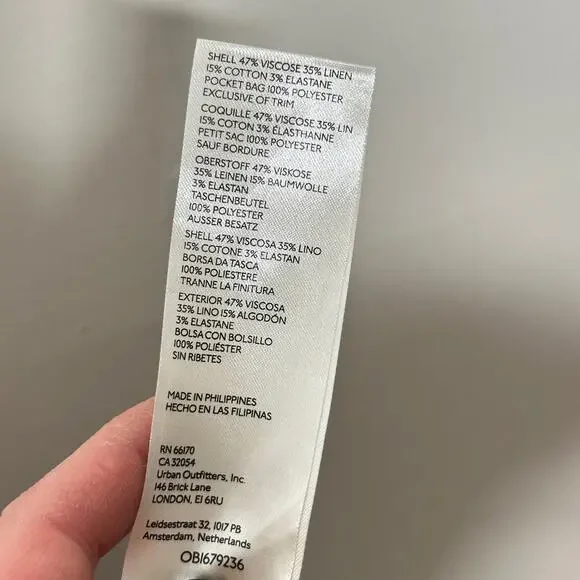 SHELL 47% VISCOSE 35% LINEN
15% COTTON 3% ELASTANE
POCKET BAG 100% POLYESTER
EXCLUSIVE OF TRIM
COQUILLE 47% VISCOSE 35% LIN
15% COTON 3% ÉLASTHANNE
PETIT SAC 100% POLYESTER
SAUF BORDURE
OBERSTOFF 47% VISKOSE
35% LEINEN 15% BAUMWOLLE
3% ELASTAN
TASCHENBEUTEL
100% POLYESTER
AUSSER BESATZ
SHELL 47% VISCOSA 35% LINO
15% COTONE 3% ELASTAN
BORSA DA TASCA
100% POLIESTERE
TRANNE LA FINITURA
EXTERIOR 47% VISCOSA
35% LINO 15% ALGODÓN
3% ELASTANE
BOLSA CON BOLSILLO
100% POLIÉSTER
SIN RIBETES
MADE IN PHILIPPINES
HECHO EN LAS FILIPINAS
RN 66170
CA 32054
Urban Outfitters, Inc.
146 Brick Lane
LONDON, E1 6RU
Leidsestraat 32, 1017 PB
Amsterdam, Netherlands
OB1679236